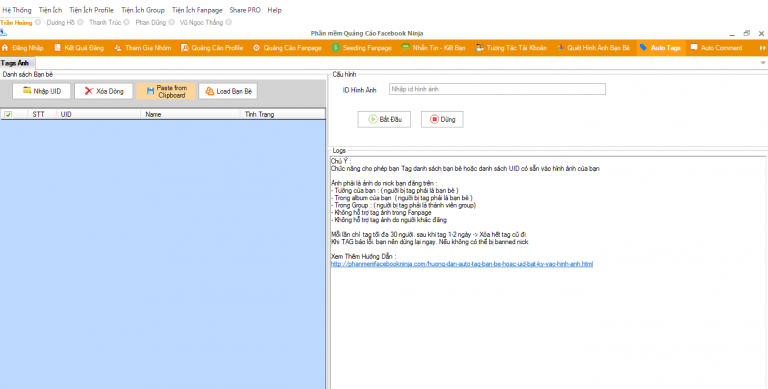 Hệ Thống Tiện Ích Tiện Ích Profile Tiện Ích Group Tiện Ích Fanpage Share PRO Help
Trần Hoàng Dương Hồ Thanh Trúc Phan Dũng Vũ Ngọc Thắng
Phần mềm Quảng Cáo Facebook Ninja
Đăng Nhập Kết Quả Đăng Tham Gia Nhóm Quảng Cáo Profile Quảng Cáo Fanpage Seeding Fanpage Nhắn Tin - Kết Bạn Tương Tác Tài Khoản Quét Hình Ảnh Bạn Bè Auto Tags Auto Comment
Tags Ảnh
Danh sách Bạn bè
Nhập UID Xóa Dòng Paste from Clipboard Load Bạn Bè
STT UID Name Tình Trạng
Cấu hình
ID Hình Ảnh Nhập id hình ảnh
Bắt Đầu Dừng
Logs
Chú Ý :
Chức năng cho phép bạn Tag danh sách bạn bè hoặc danh sách UID có sẵn vào hình ảnh của bạn
Ảnh phải là ảnh do nick bạn đăng trên :
- Tường của bạn : ( người bị tag phải là bạn bè )
- Trong album của bạn ( người bị tag phải là bạn bè )
- Trong Group : ( người bị tag phải là thành viên group)
- Không hỗ trợ tag ảnh trong Fanpage
- Không hỗ trợ tag ảnh do người khác đăng
Mỗi lần chỉ tag tối đa 30 người. sau khi tag 1-2 ngày -> Xóa hết tag cũ đi
Khi TAG báo lỗi. bạn nên dừng lại ngay. Nếu không có thể bị banned nick
Xem Thêm Hướng Dẫn :
http://phanmemfacebookninja.com/huong-dan-auto-tag-ban-be-hoac-uid-bat-ky-vao-hinh-anh.html